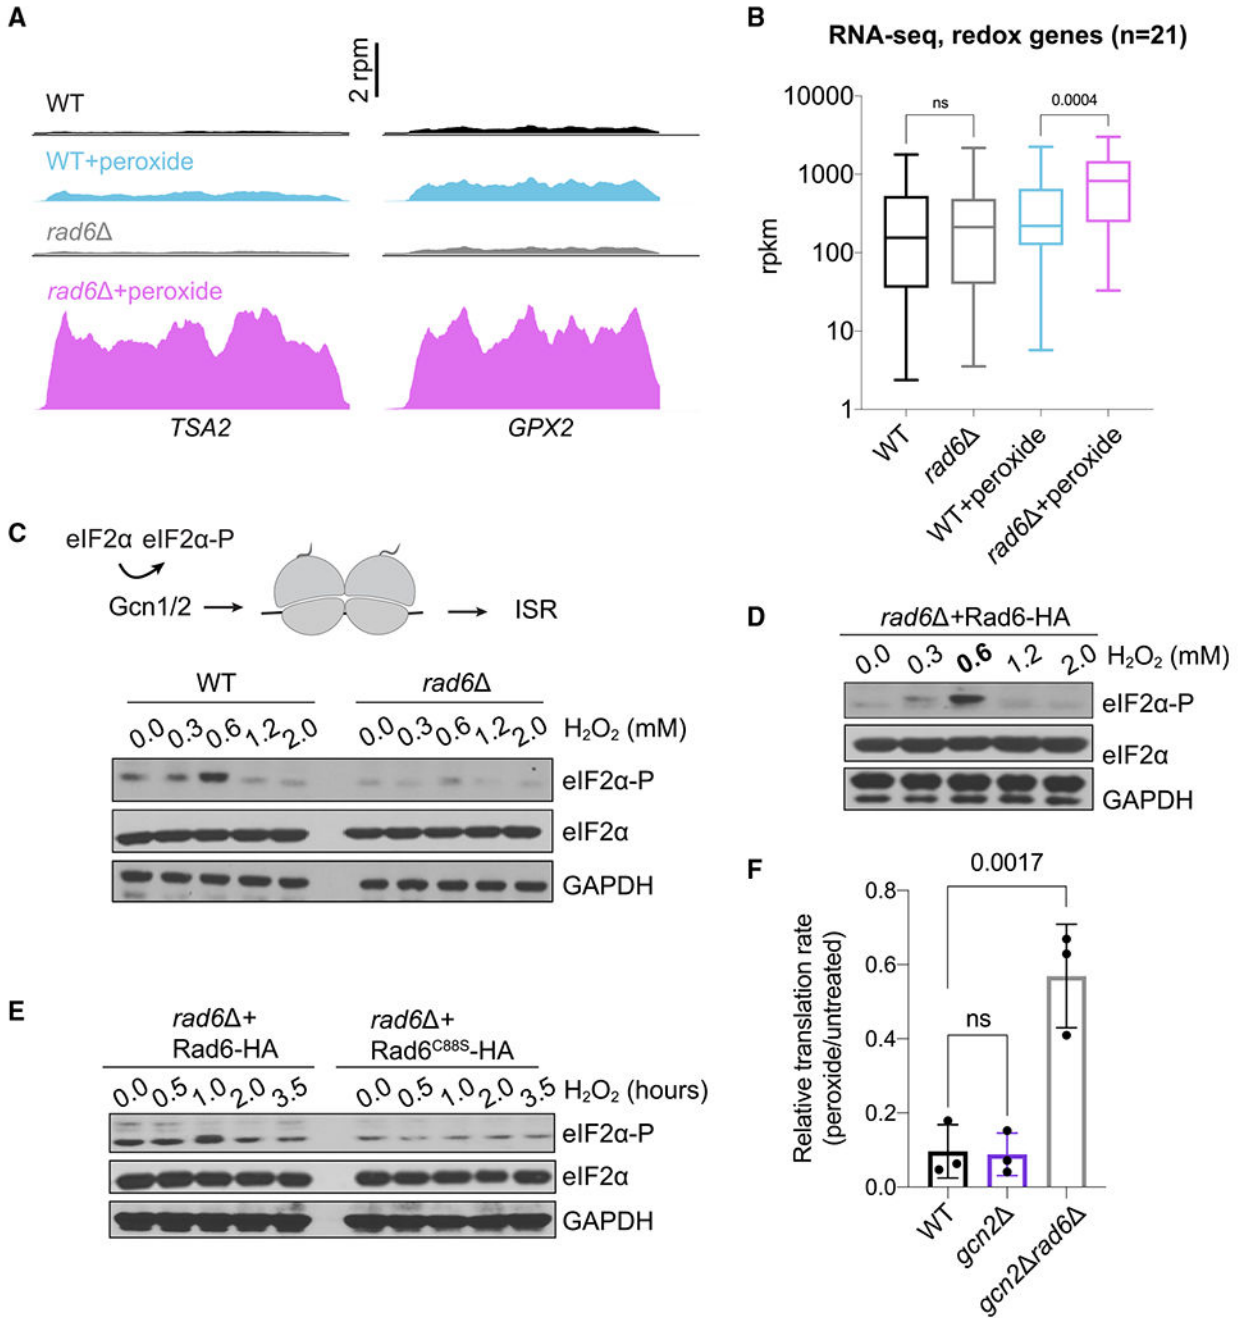 A
2 rpm
WT
WT+peroxide
rad6Δ
rad6Δ+peroxide
TSA2
GPX2
B
RNA-seq, redox genes (n=21)
ns
0.0004
rpkm
10000
1000
100
10
1
WT
rad6Δ
WT+peroxide
rad6Δ+peroxide
C
eIF2α eIF2α-P
Gcn1/2
ISR
WT
rad6Δ
0.0 0.3 0.6 1.2 2.0 0.0 0.3 0.6 1.2 2.0 H₂O₂ (mM)
eIF2α-P
eIF2α
GAPDH
D
rad6Δ+Rad6-HA
0.0 0.3 0.6 1.2 2.0 H₂O₂ (mM)
eIF2α-P
eIF2α
GAPDH
E
rad6Δ+
Rad6-HA
rad6Δ+
Rad6ᶜ⁸⁸ˢ-HA
0.0 0.5 1.0 2.0 3.5 0.0 0.5 1.0 2.0 3.5 H₂O₂ (hours)
eIF2α-P
eIF2α
GAPDH
F
0.0017
ns
Relative translation rate
(peroxide/untreated)
0.8
0.6
0.4
0.2
0.0
WT
gcn2Δ
gcn2Δrad6Δ